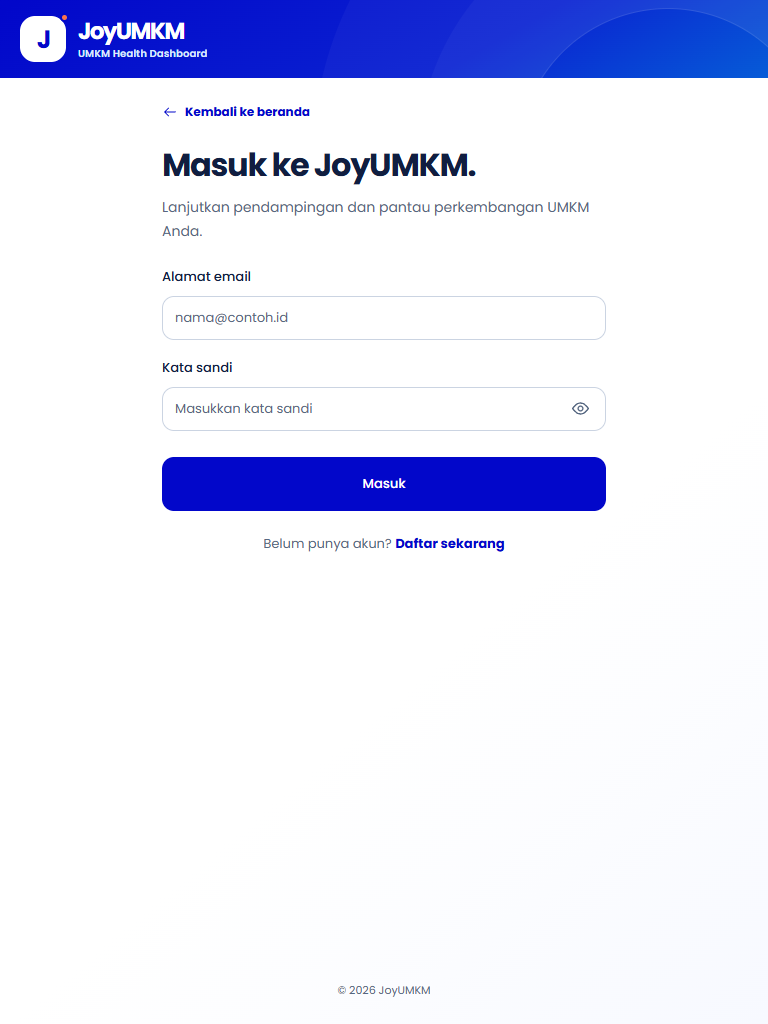 J
JoyUMKM
UMKM Health Dashboard
Kembali ke beranda
Masuk ke JoyUMKM.
Lanjutkan pendampingan dan pantau perkembangan UMKM
Anda.
Alamat email
nama@contoh.id
Kata sandi
Masukkan kata sandi
Masuk
Belum punya akun? Daftar sekarang
© 2026 JoyUMKM